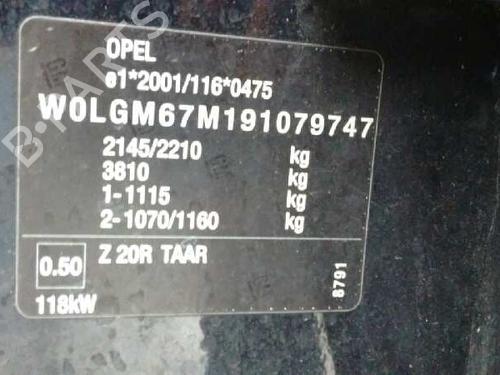 OPEL
e1*2001/116*0475
W0LGM67M191079747
2145/2210 kg
3810 kg
1-1115 kg
2-1070/1160 kg
0.50 Z 20R TAAR
118kW
8791
B-PARTS